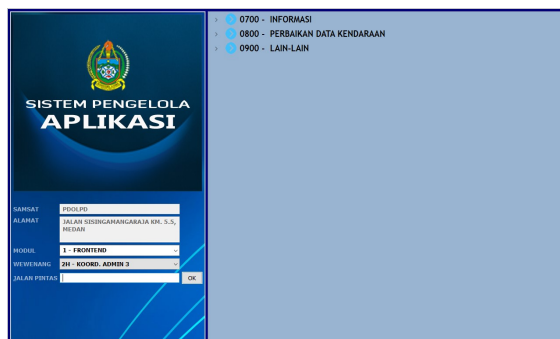 SISTEM PENGELOLA
APLIKASI
SAMSAT PDOLPD
ALAMAT JALAN SISINGAMANGARAJA KM. 5.5,
MEDAN
MODUL 1 - FRONTEND
WEWENANG 2H - KOORD. ADMIN 3
JALAN PINTAS OK
0700 - INFORMASI
0800 - PERBAIKAN DATA KENDARAAN
0900 - LAIN-LAIN